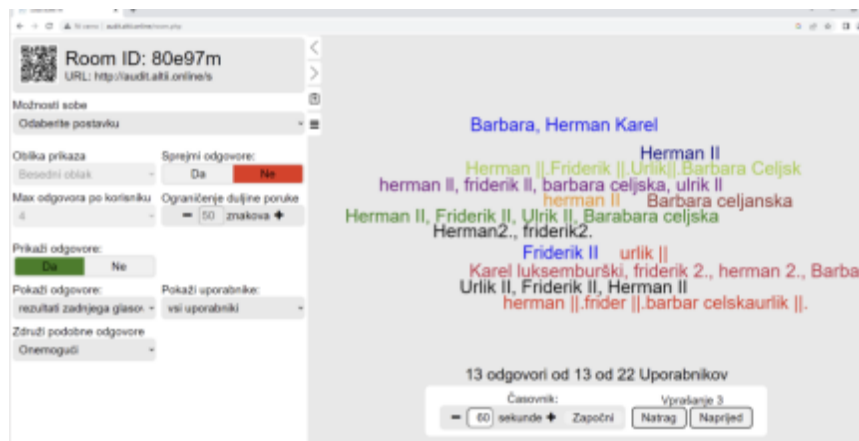 Room ID: 80e97m
URL: http://audit.altii.online/s
Možnosti sobe
Odaberite postavku
Oblika prikaza
Sprejmi odgovore:
Besedni oblak
Da
Ne
Max odgovora po korisniku
Ograničenje duljine poruke
4
50 znakova
Prikaži odgovore:
Da
Ne
Pokaži odgovore:
Pokaži uporabnike:
rezultati zadnjega glasov
vsi uporabniki
Združi podobne odgovore
Onemogući
Barbara, Herman Karel
Herman II
Herman ||.Friderik ||.Urlik||.Barbara Celjsk
herman II, friderik II, barbara celjska, ulrik II
herman II
Barbara celjanska
Herman II, Friderik II, Ulrik II, Barabara celjska
Herman2., friderik2.
Friderik II
urlik ||
Karel luksemburški, friderik 2., herman 2., Barba
Urlik II, Friderik II, Herman II
herman ||.frider ||.barbar celskaurlik ||.
13 odgovori od 13 od 22 Uporabnikov
Časovnik:
Vprašanje 3
60 sekunde
Započni
Natrag
Naprijed